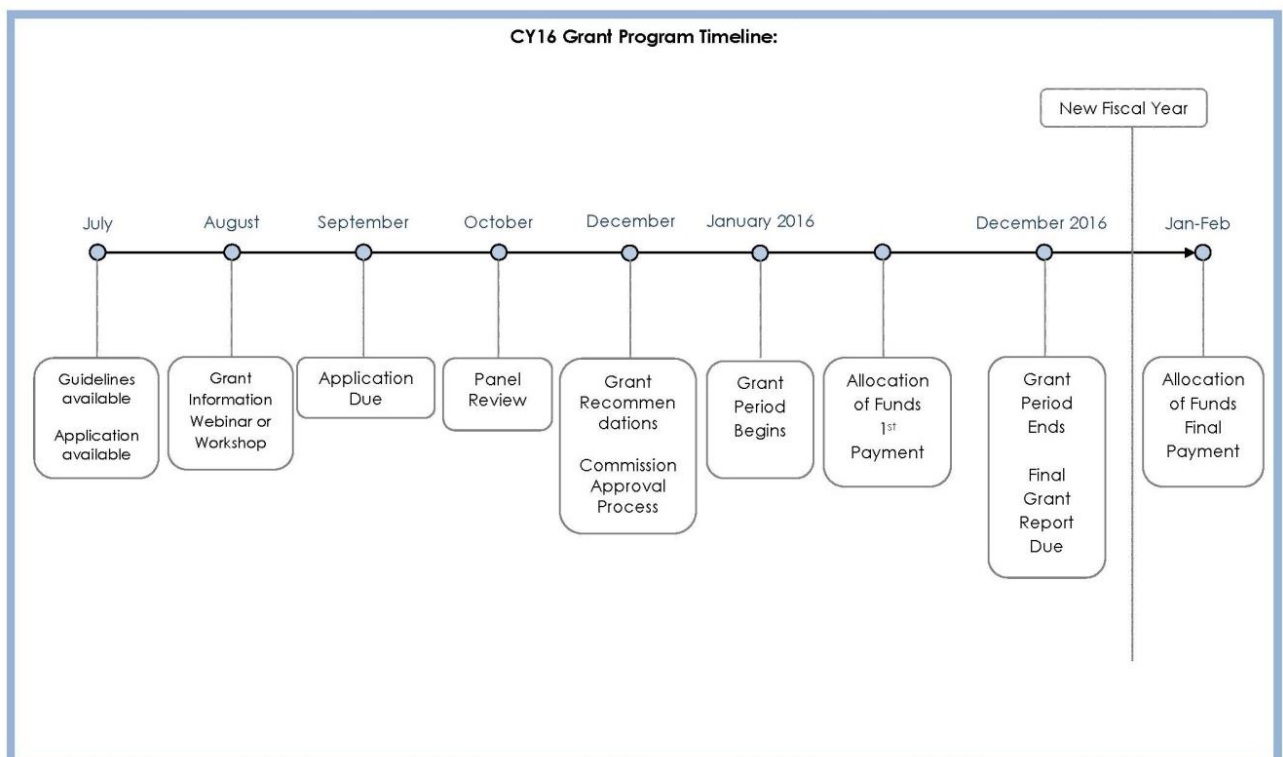 CY16 Grant Program Timeline:
New Fiscal Year
July
August
September
October
December
January 2016
December 2016
Jan-Feb
Guidelines
available
Application
available
Grant
Information
Webinar or
Workshop
Application
Due
Panel
Review
Grant
Recommen
dations
Commission
Approval
Process
Grant
Period
Begins
Allocation
of Funds
1st
Payment
Grant
Period
Ends
Final
Grant
Report
Due
Allocation
of Funds
Final
Payment